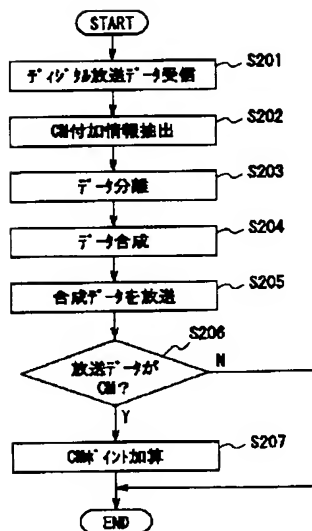 START
S201
ディジタル放送データ受信
S202
CM付加情報抽出
S203
データ分離
S204
データ合成
S205
合成データを放送
S206
放送データが
CM?
N
Y
S207
CMポイント加算
END